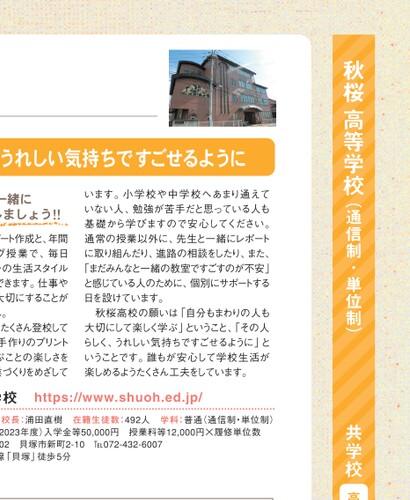 うれしい気持ちですごせるように
一緒に
しましょう!!
ート作成と、年間
グ授業で、毎日
の生活スタイル
できます。仕事や
大切にすることが
。
たくさん登校して
手作りのプリント
ぶことの楽しさを
づくりをめざして
います。小学校や中学校へあまり通えて
いない人、勉強が苦手だと思っている人も
基礎から学びますので安心してください。
通常の授業以外に、先生と一緒にレポート
に取り組んだり、進路の相談をしたり、また、
「まだみんなと一緒の教室ですごすのが不安」
と感じている人のために、個別にサポートする
日を設けています。
秋桜高校の願いは「自分もまわりの人も
大切にして楽しく学ぶ」ということ、「その人
らしく、うれしい気持ちですごせるように」と
いうことです。誰もが安心して学校生活が
楽しめるようたくさん工夫をしています。
学校 https://www.shuoh.ed.jp/
校長:浦田直樹 在籍生徒数:492人 学科:普通(通信制・単位制)
2023年度)入学金等50,000円 授業料等12,000円×履修単位数
02 貝塚市新町2-10 TEL072-432-6007
線「貝塚」徒歩5分
秋桜 高等学校(通信制・単位制)
共学校
高